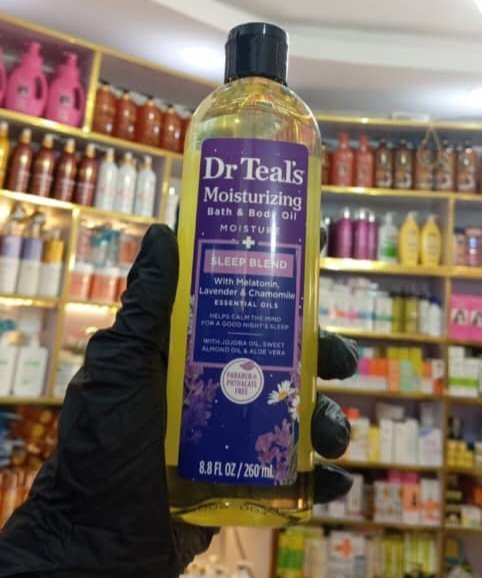 Dr Teal's
Moisturizing
Bath & Body Oil
MOISTURE
+
SLEEP BLEND
With Melatonin,
Lavender & Chamomile
ESSENTIAL OILS
HELPS CALM THE MIND
FOR A GOOD NIGHT'S SLEEP
WITH JOJOBA OIL, SWEET
ALMOND OIL & ALOE VERA
PARABEN &
PHTHALATE
FREE
8.8 FL OZ / 260 mL